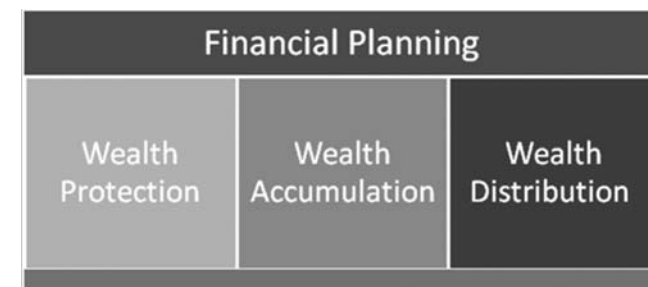 Financial Planning
Wealth
Protection
Wealth
Accumulation
Wealth
Distribution